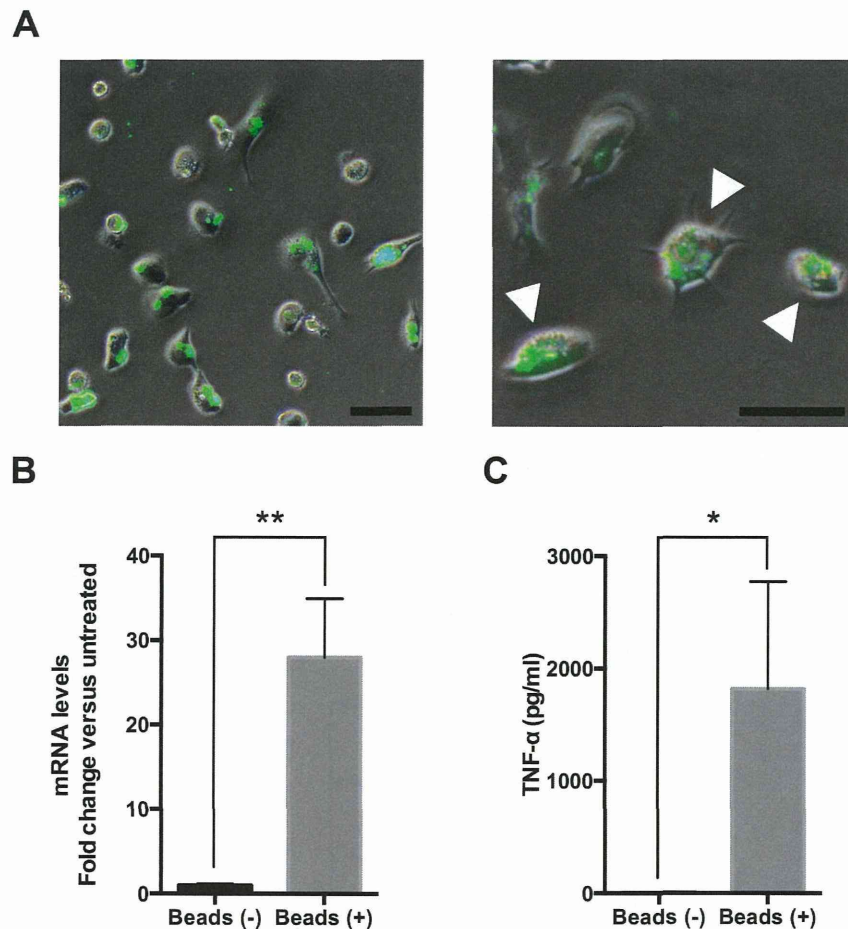 A
B
**
40
30
20
10
0
mRNA levels
Fold change versus untreated
Beads (-) Beads (+)
C
*
3000
2000
1000
0
TNF-α (pg/ml)
Beads (-) Beads (+)